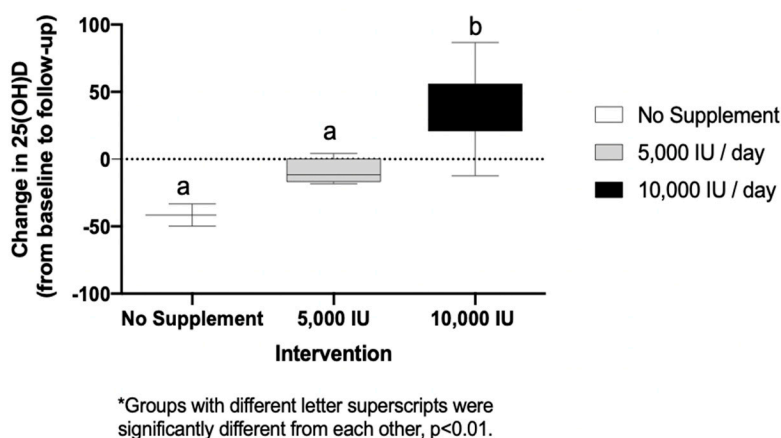 Change in 25(OH)D
(from baseline to follow-up)
100
50
0
-50
-100
a
a
b
No Supplement
5,000 IU
10,000 IU
Intervention
No Supplement
5,000 IU / day
10,000 IU / day
*Groups with different letter superscripts were
significantly different from each other, p<0.01.